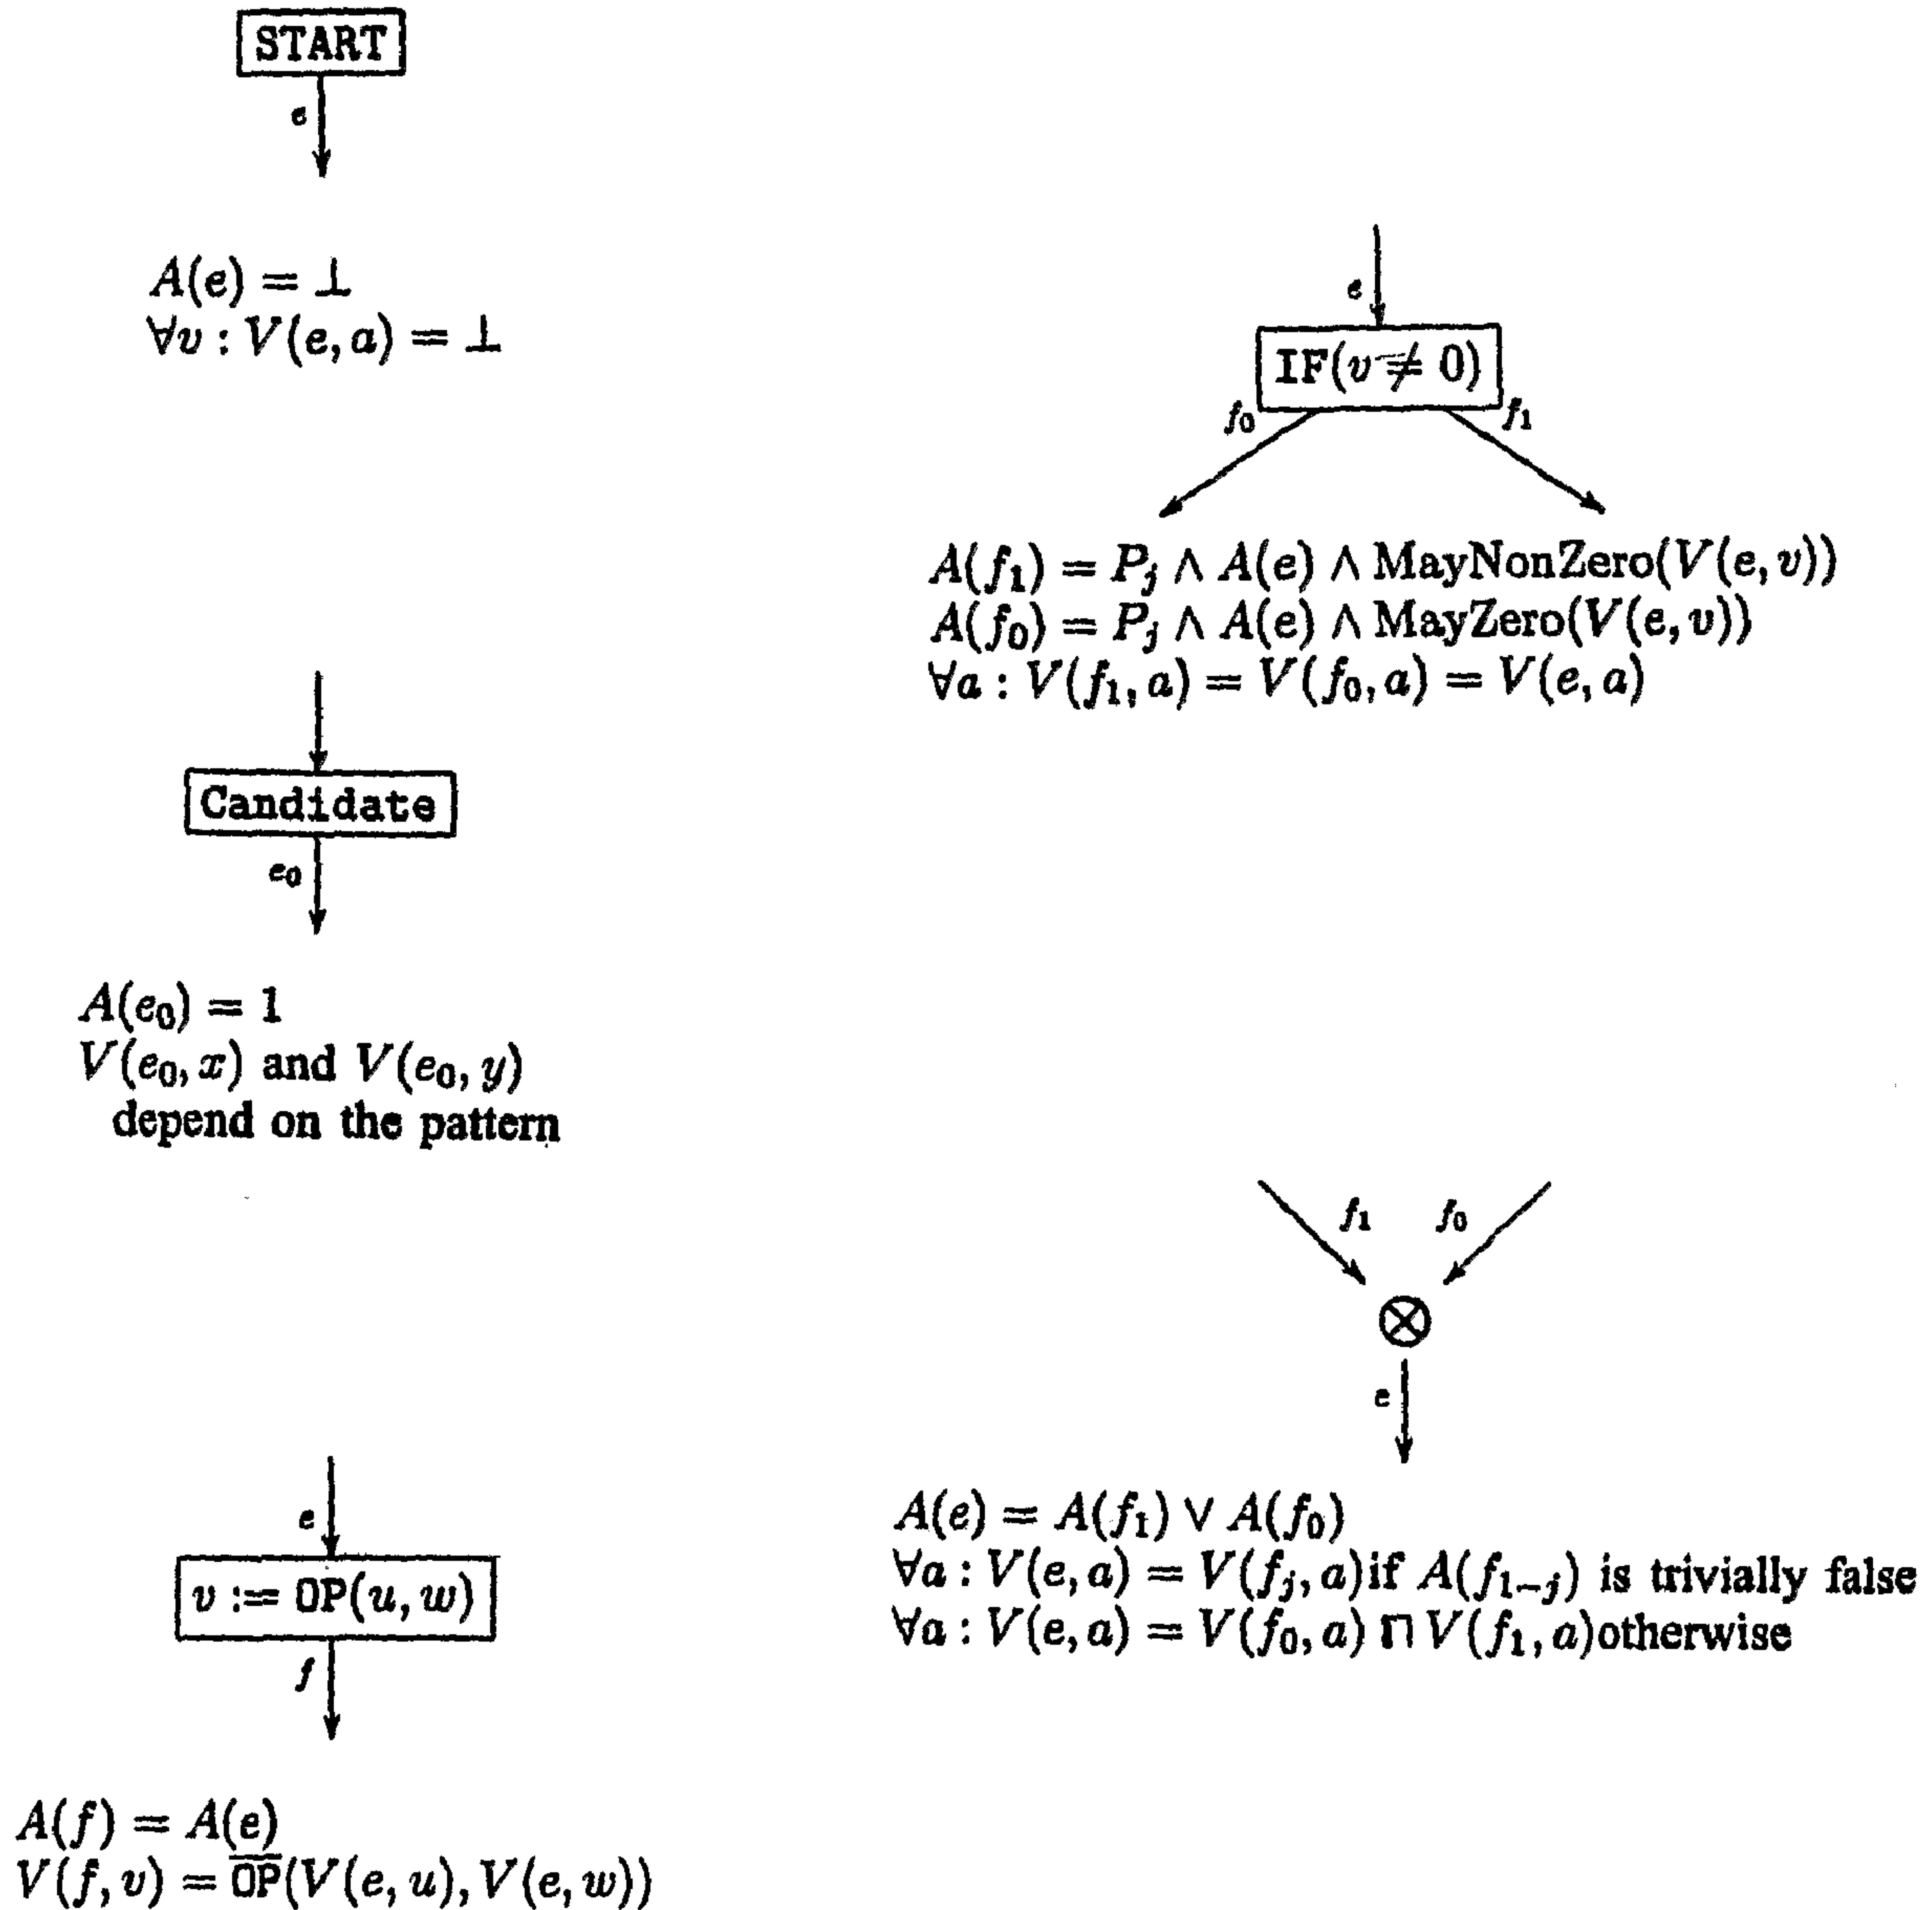 START
e
A(e) = ⊥
∀v : V(e, a) = ⊥
e
IF(v ≠ 0)
f₀ f₁
A(f₁) = Pⱼ ∧ A(e) ∧ MayNonZero(V(e, v))
A(f₀) = Pⱼ ∧ A(e) ∧ MayZero(V(e, v))
∀a : V(f₁, a) = V(f₀, a) = V(e, a)
Candidate
e₀
A(e₀) = 1
V(e₀, x) and V(e₀, y)
depend on the pattern
f₁ f₀
⊗
e
A(e) = A(f₁) ∨ A(f₀)
∀a : V(e, a) = V(fⱼ, a)if A(f₁₋ⱼ) is trivially false
∀a : V(e, a) = V(f₀, a) ⊓ V(f₁, a)otherwise
e
v := OP(u, w)
f
A(f) = A(e)
V(f, v) = O̅P̅(V(e, u), V(e, w))